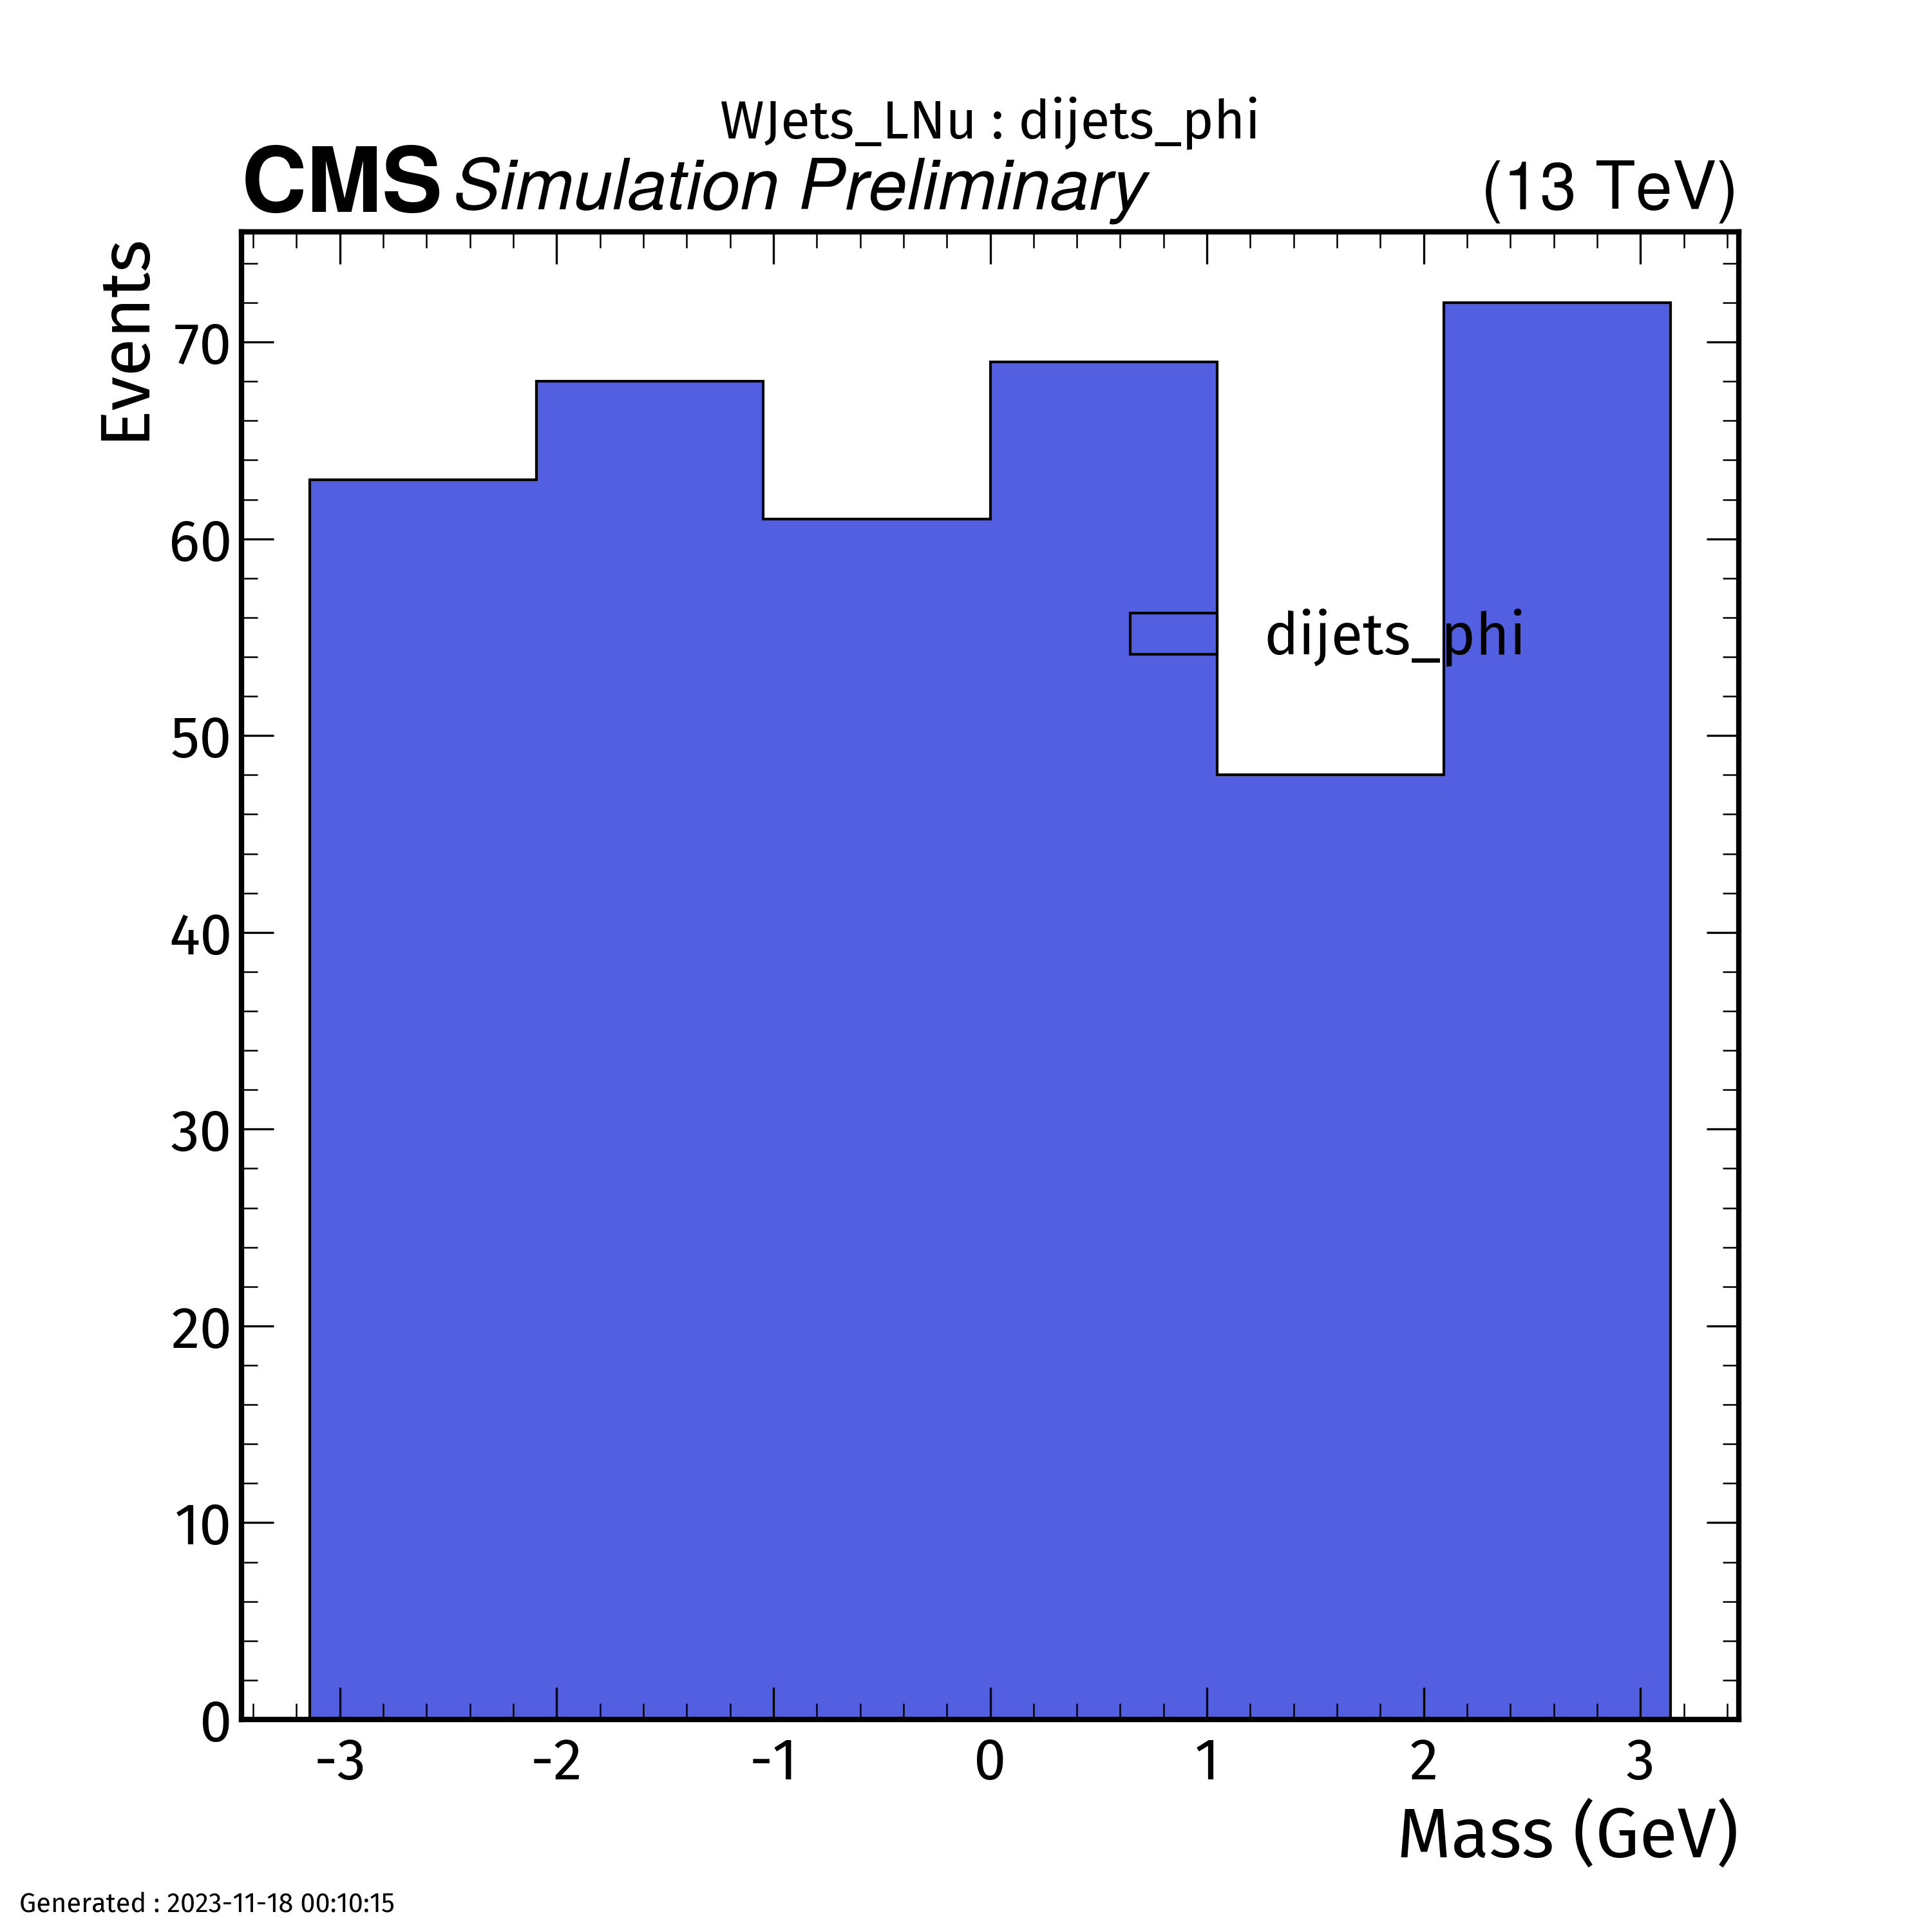 WJets_LNu : dijets_phi
CMS Simulation Preliminary (13 TeV)
Events
70
60
50
40
30
20
10
0
dijets_phi
-3 -2 -1 0 1 2 3
Mass (GeV)
Generated : 2023-11-18 00:10:15